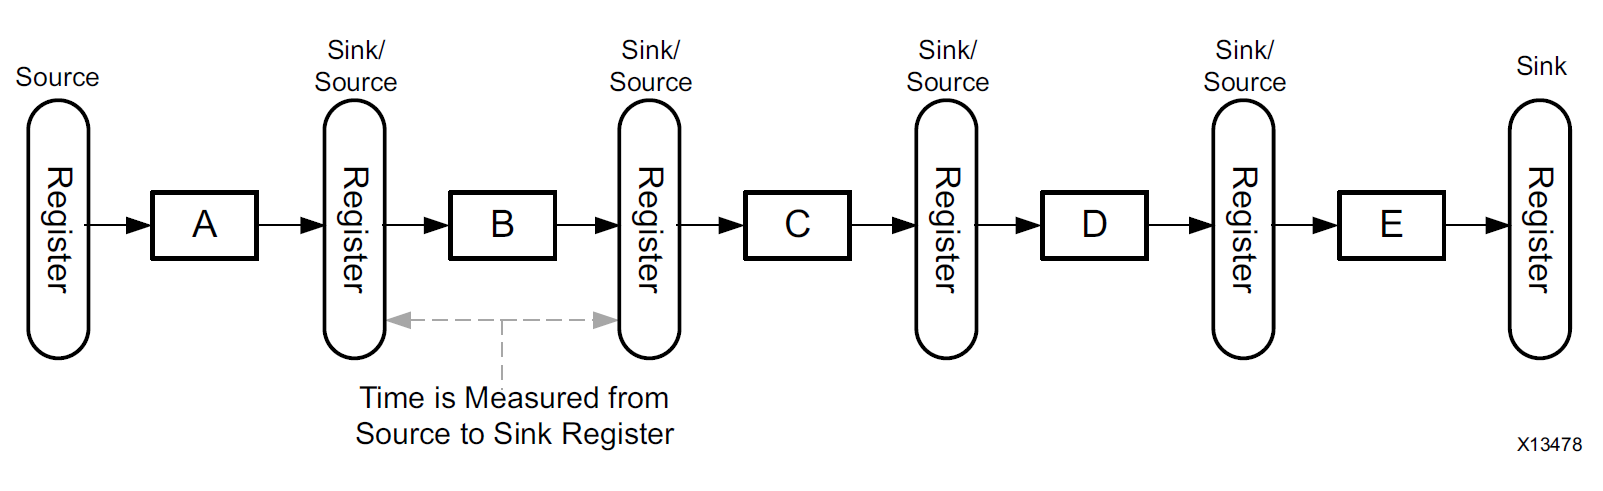 Source
Sink/
Source
Sink/
Source
Sink/
Source
Sink/
Source
Sink
Register
A
Register
B
Register
C
Register
D
Register
E
Register
Time is Measured from
Source to Sink Register
X13478